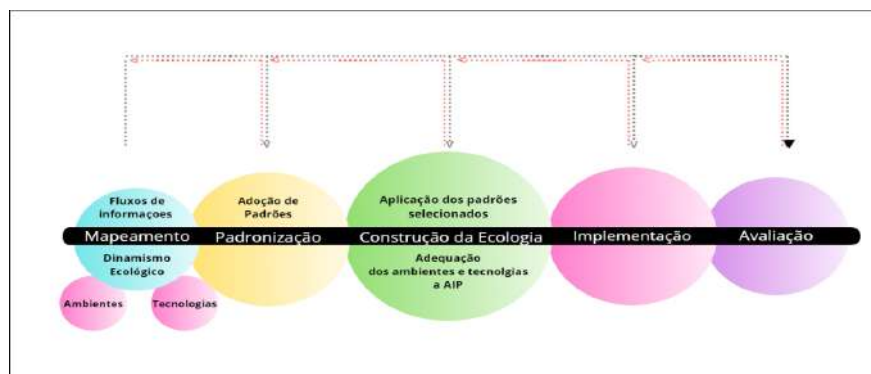 Fluxos de
informaçoes
Mapeamento
Dinamismo
Ecológico
Ambientes
Tecnologias
Adoção de
Padrões
Padronização
Aplicação dos padrões
selecionados
Construção da Ecologia
Adequação
dos ambientes e tecnolgias
a AIP
Implementação
Avaliação